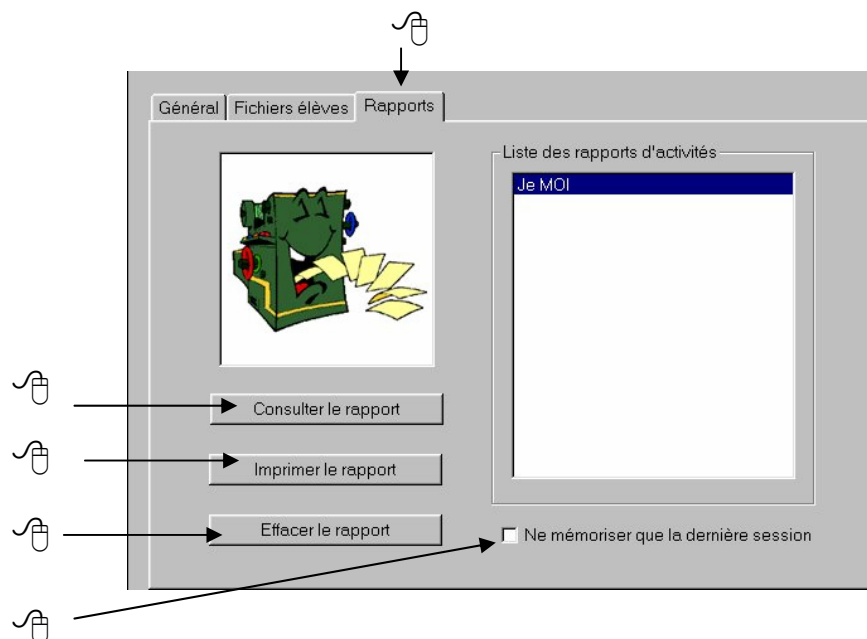 Général Fichiers élèves Rapports
Liste des rapports d'activités
Je MOI
Consulter le rapport
Imprimer le rapport
Effacer le rapport
Ne mémoriser que la dernière session